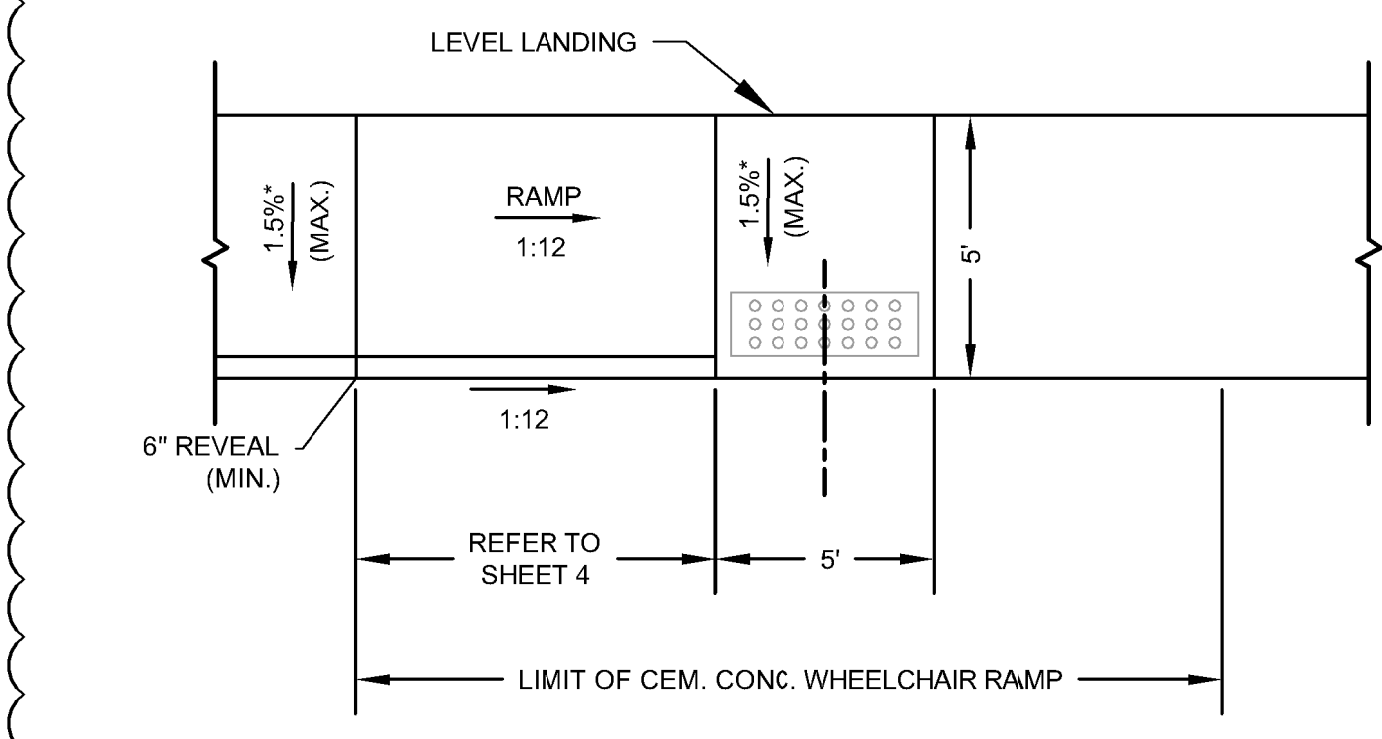 LEVEL LANDING
1.5%*
(MAX.)
RAMP
1:12
1.5%*
(MAX.)
5'
1:12
6" REVEAL
(MIN.)
REFER TO
SHEET 4
5'
LIMIT OF CEM. CONC. WHEELCHAIR RAMP